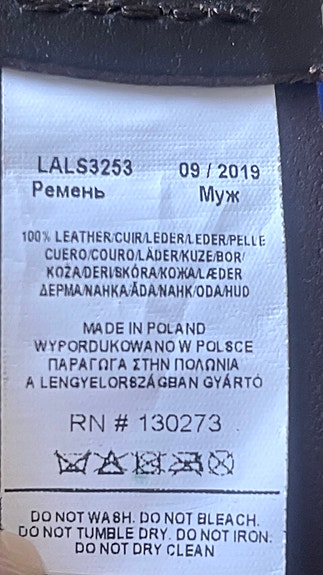 LALS3253 09 / 2019
Ремень Муж
100% LEATHER/CUIR/LEDER/LEDER/PELLE
CUERO/COURO/LÄDER/KUZE/BOR/
KOŽA/DERI/SKÓRA/КОЖА/LÆDER
ΔΕΡΜΑ/NAHKA/ÅDA/NAHK/ODA/HUD
MADE IN POLAND
WYPORDUKOWANO W POLSCE
ΠΑΡΑΓΩΓΑ ΣΤΗΝ ΠΟΛΩΝΙΑ
A LENGYELORSZÁGBAN GYÁRTÓ
RN # 130273
DO NOT WASH. DO NOT BLEACH.
DO NOT TUMBLE DRY. DO NOT IRON.
DO NOT DRY CLEAN